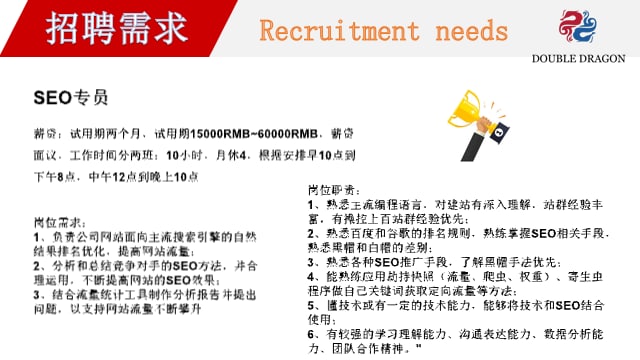 招聘需求
Recruitment needs
DOUBLE DRAGON
SEO专员
薪资：试用期两个月，试用期15000RMB~60000RMB，薪资
面议，工作时间分两班：10小时，月休4，根据安排早10点到
下午8点，中午12点到晚上10点
岗位需求：
1、负责公司网站面向主流搜索引擎的自然
结果排名优化，提高网站流量；
2、分析和总结竞争对手的SEO方法，并合
理运用，不断提高网站的SEO效果；
3、结合流量统计工具制作分析报告并提出
问题，以支持网站流量不断攀升
岗位职责：
1、熟悉主流编程语言，对建站有深入理解，站群经验丰
富，有操控上百站群经验优先；
2、熟悉百度和谷歌的排名规则，熟练掌握SEO相关手段，
熟悉黑帽和白帽的差别；
3、熟悉各种SEO推广手段，了解黑帽手法优先；
4、能熟练应用劫持快照（流量、爬虫、权重）、寄生虫
程序做自己关键词获取定向流量等方法；
5、懂技术或有一定的技术能力，能够将技术和SEO结合
使用；
6、有较强的学习理解能力、沟通表达能力、数据分析能
力、团队合作精神。"